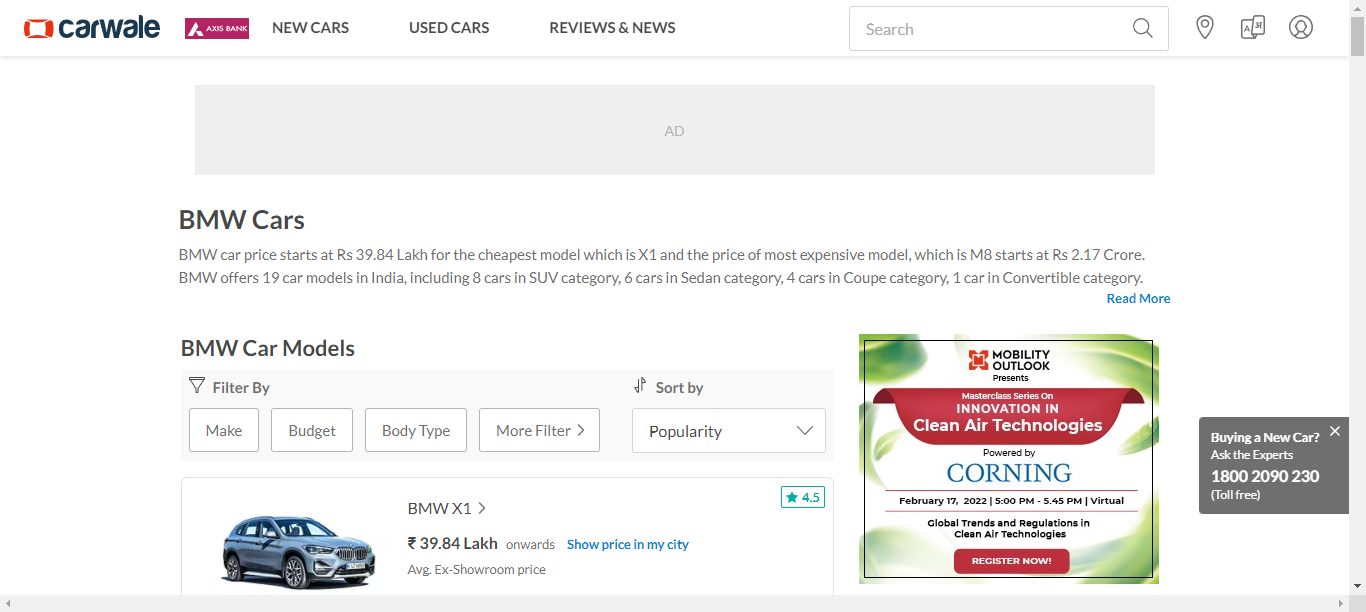 carwale
AXIS BANK
NEW CARS
USED CARS
REVIEWS & NEWS
Search
AD
BMW Cars
BMW car price starts at Rs 39.84 Lakh for the cheapest model which is X1 and the price of most expensive model, which is M8 starts at Rs 2.17 Crore.
BMW offers 19 car models in India, including 8 cars in SUV category, 6 cars in Sedan category, 4 cars in Coupe category, 1 car in Convertible category.
Read More
BMW Car Models
Filter By
Sort by
Make
Budget
Body Type
More Filter
Popularity
BMW X1
4.5
₹ 39.84 Lakh onwards Show price in my city
Avg. Ex-Showroom price
MOBILITY
OUTLOOK
Presents
Masterclass Series On
INNOVATION IN
Clean Air Technologies
Powered by
CORNING
February 17, 2022 | 5:00 PM - 5.45 PM | Virtual
Global Trends and Regulations in
Clean Air Technologies
REGISTER NOW!
Buying a New Car?
Ask the Experts
1800 2090 230
(Toll free)